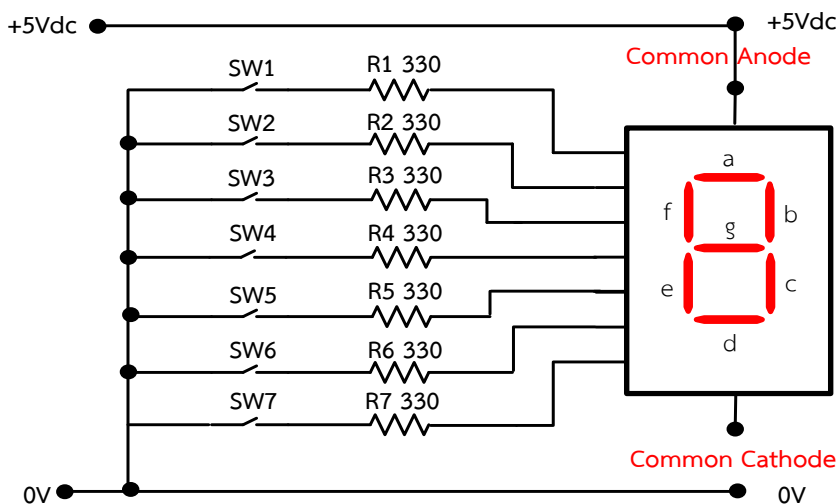 +5Vdc
+5Vdc
Common Anode
SW1
R1 330
SW2
R2 330
SW3
R3 330
SW4
R4 330
SW5
R5 330
SW6
R6 330
SW7
R7 330
a
f
b
g
e
c
d
Common Cathode
0V
0V